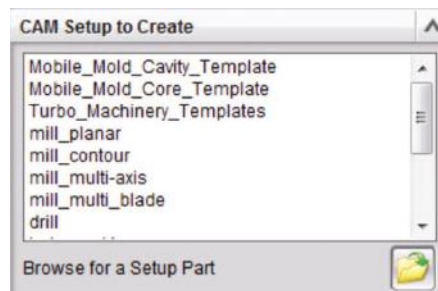 CAM Setup to Create
Mobile_Mold_Cavity_Template
Mobile_Mold_Core_Template
Turbo_Machinery_Templates
mill_planar
mill_contour
mill_multi-axis
mill_multi_blade
drill
Browse for a Setup Part